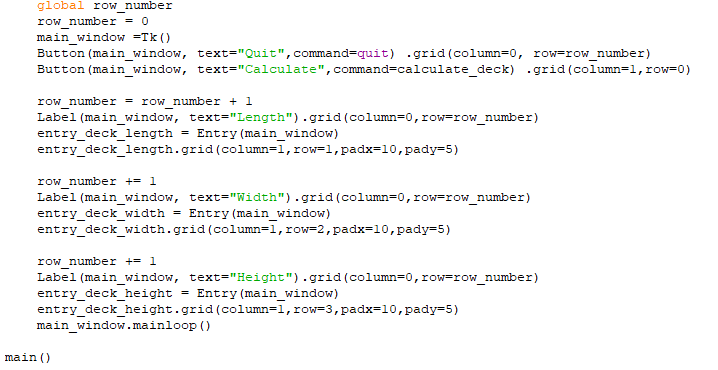 global row_number
row_number = 0
main_window =Tk()
Button(main_window, text="Quit",command=quit) .grid(column=0, row=row_number)
Button(main_window, text="Calculate",command=calculate_deck) .grid(column=1,row=0)
row_number = row_number + 1
Label(main_window, text="Length").grid(column=0,row=row_number)
entry_deck_length = Entry(main_window)
entry_deck_length.grid(column=1,row=1,padx=10,pady=5)
row_number += 1
Label(main_window, text="Width").grid(column=0,row=row_number)
entry_deck_width = Entry(main_window)
entry_deck_width.grid(column=1,row=2,padx=10,pady=5)
row_number += 1
Label(main_window, text="Height").grid(column=0,row=row_number)
entry_deck_height = Entry(main_window)
entry_deck_height.grid(column=1,row=3,padx=10,pady=5)
main_window.mainloop()
main()